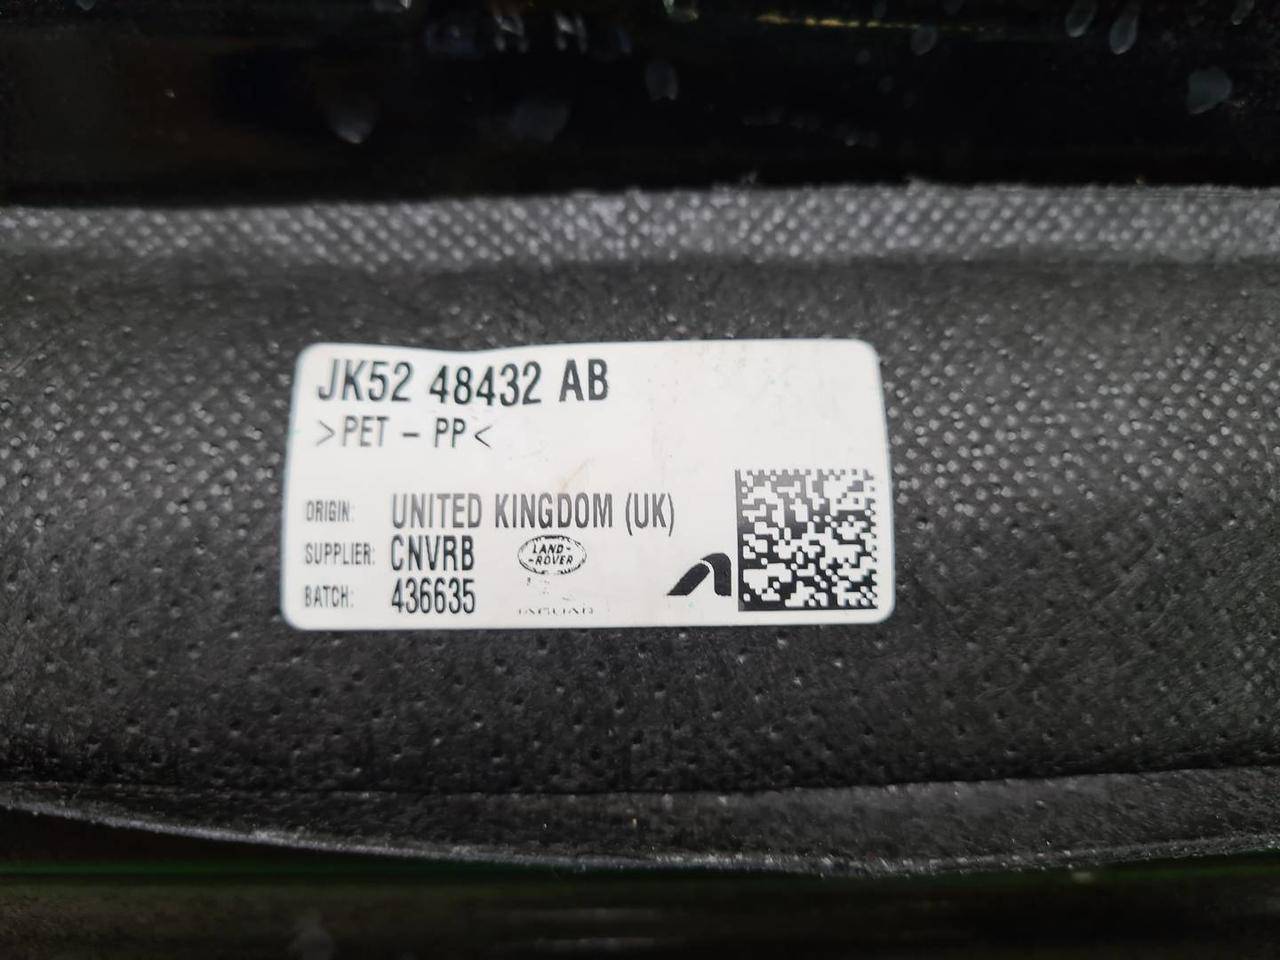 JK52 48432 AB
>PET - PP<
ORIGIN: UNITED KINGDOM (UK)
SUPPLIER: CNVRB
LAND-
-ROVER
BATCH: 436635
JAGUAR